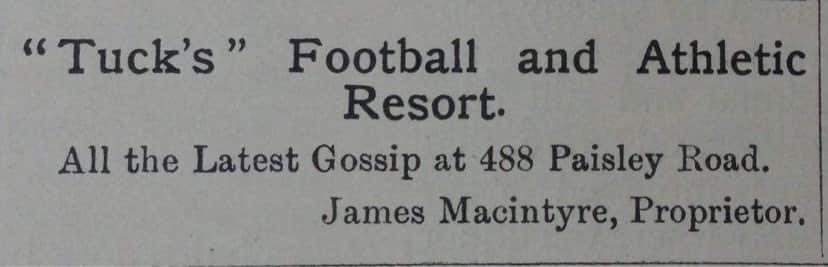 “Tuck’s” Football and Athletic
Resort.
All the Latest Gossip at 488 Paisley Road.
James Macintyre, Proprietor.